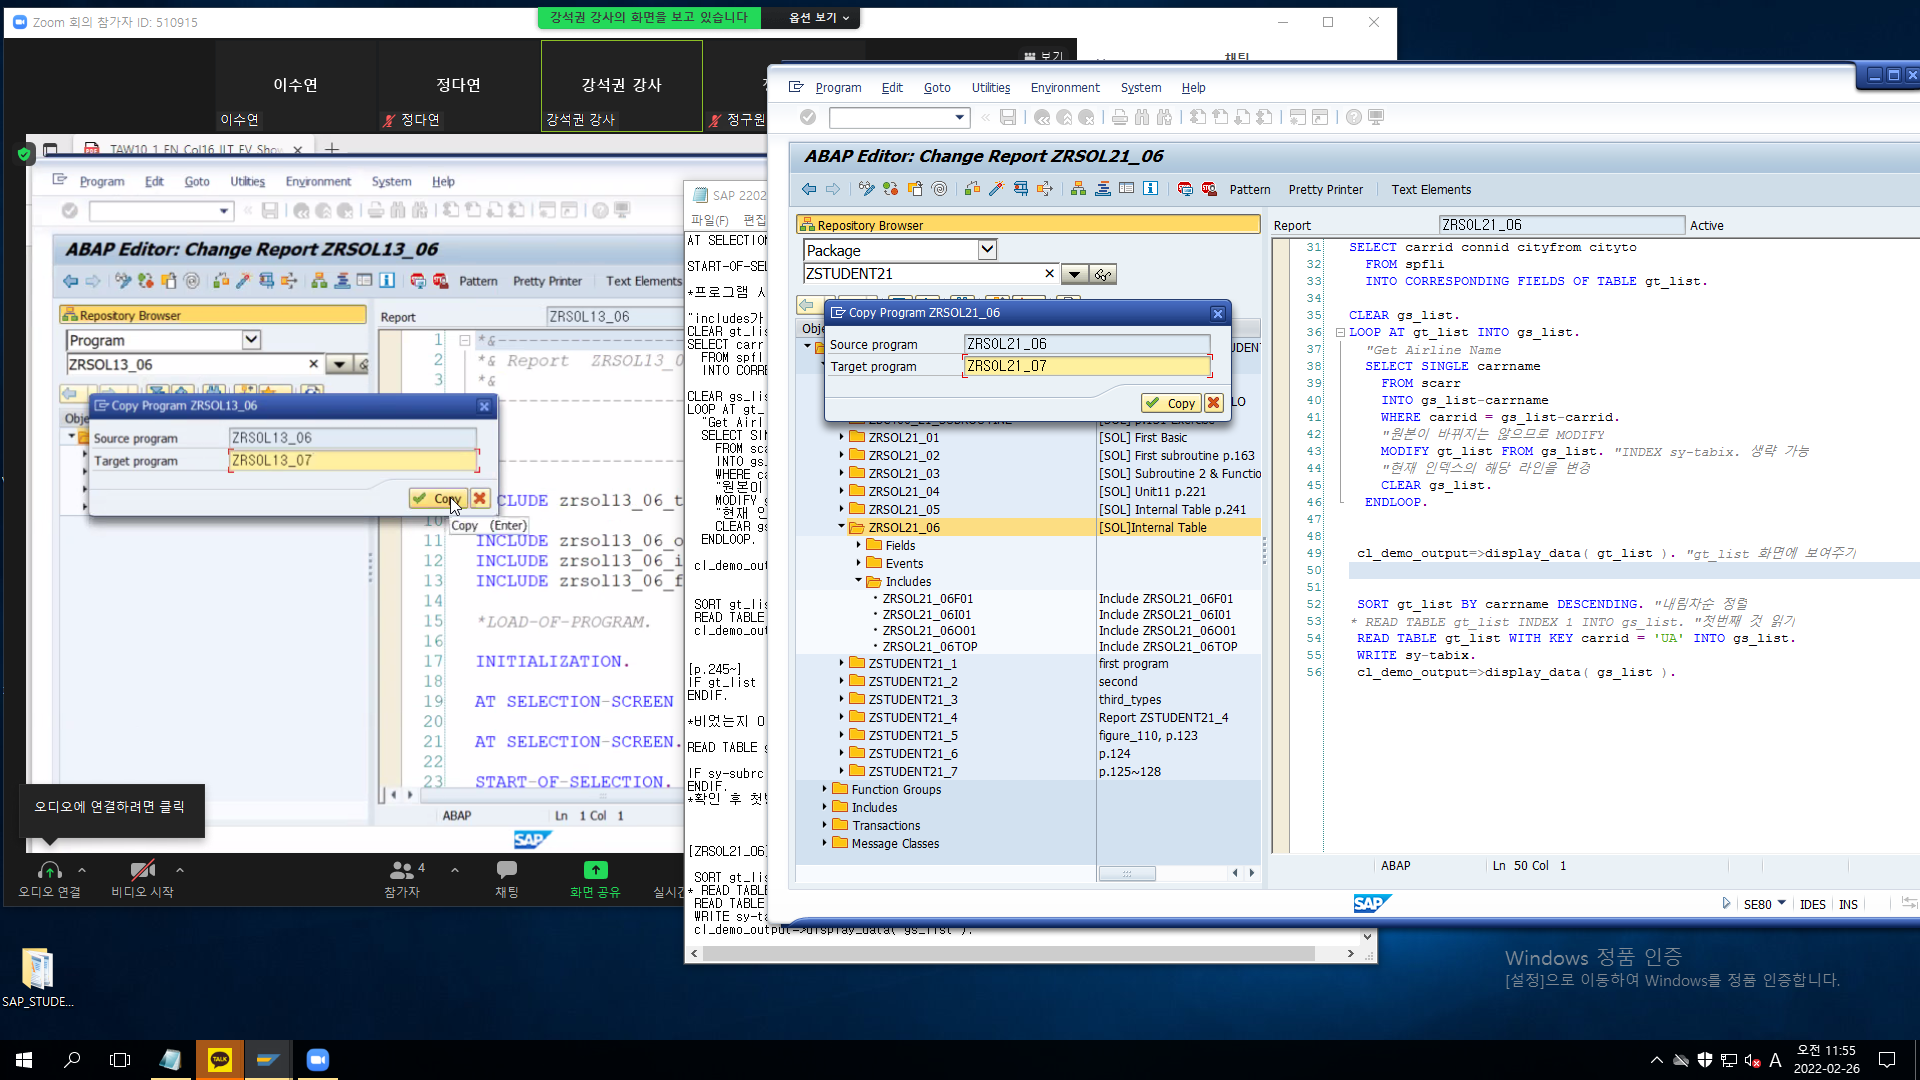 Zoom 회의 참가자 ID: 510915
강석권 강사의 화면을 보고 있습니다
옵션 보기
이수연
정다연
강석권 강사
이수연
정다연
강석권 강사
정구원
보기
채팅
TAW10_1_EN_Col16_ILT_FV_Show
Program Edit Goto Utilities Environment System Help
ABAP Editor: Change Report ZRSOL13_06
Pattern Pretty Printer Text Elements
Repository Browser
Program
ZRSOL13_06
Report ZRSOL13_06
1 *&
2 *& Report ZRSOL13_0
3 *&
Copy Program ZRSOL13_06
Source program ZRSOL13_06
Target program ZRSOL13_07
Copy
Copy (Enter)
CLUDE zrsol13_06_t
10
11 INCLUDE zrsol13_06_o
12 INCLUDE zrsol13_06_i
13 INCLUDE zrsol13_06_f
14
15 *LOAD-OF-PROGRAM.
16
17 INITIALIZATION.
18
19 AT SELECTION-SCREEN
20
21 AT SELECTION-SCREEN.
22
23 START-OF-SELECTION.
ABAP Ln 1 Col 1
SAP
오디오에 연결하려면 클릭
오디오 연결
비디오 시작
4
참가자
채팅
화면 공유
실시간
SAP 2202
파일(F) 편집
AT SELECTION
START-OF-SEL
*프로그램 시
"includes가
CLEAR gt_lis
SELECT carr
FROM spfl
INTO CORRE
CLEAR gs_lis
LOOP AT gt_
"Get Airl
SELECT SIN
FROM sca
INTO gs_
WHERE ca
"원본이
MODIFY g
"현재 인
CLEAR gs
ENDLOOP.
cl_demo_out
SORT gt_lis
READ TABLE
cl_demo_out
[p.245~]
IF gt_list
ENDIF.
*비었는지 여
READ TABLE g
IF sy-subrc
ENDIF.
*확인 후 첫번
[ZRSOL21_06]
SORT gt_lis
* READ TABLE
READ TABLE
WRITE sy-ta
cl_demo_output=>display_data( gs_list ).
Program Edit Goto Utilities Environment System Help
ABAP Editor: Change Report ZRSOL21_06
Pattern Pretty Printer Text Elements
Repository Browser
Package
ZSTUDENT21
Copy Program ZRSOL21_06
Source program ZRSOL21_06
Target program ZRSOL21_07
Copy
ZRSOL21_01 [SOL] First Basic
ZRSOL21_02 [SOL] First subroutine p.163
ZRSOL21_03 [SOL] Subroutine 2 & Functio
ZRSOL21_04 [SOL] Unit11 p.221
ZRSOL21_05 [SOL] Internal Table p.241
ZRSOL21_06 [SOL]Internal Table
Fields
Events
Includes
ZRSOL21_06F01 Include ZRSOL21_06F01
ZRSOL21_06I01 Include ZRSOL21_06I01
ZRSOL21_06O01 Include ZRSOL21_06O01
ZRSOL21_06TOP Include ZRSOL21_06TOP
ZSTUDENT21_1 first program
ZSTUDENT21_2 second
ZSTUDENT21_3 third_types
ZSTUDENT21_4 Report ZSTUDENT21_4
ZSTUDENT21_5 figure_110, p.123
ZSTUDENT21_6 p.124
ZSTUDENT21_7 p.125~128
Function Groups
Includes
Transactions
Message Classes
Report ZRSOL21_06 Active
31 SELECT carrid connid cityfrom cityto
32 FROM spfli
33 INTO CORRESPONDING FIELDS OF TABLE gt_list.
34
35 CLEAR gs_list.
36 LOOP AT gt_list INTO gs_list.
37 "Get Airline Name
38 SELECT SINGLE carrname
39 FROM scarr
40 INTO gs_list-carrname
41 WHERE carrid = gs_list-carrid.
42 "원본이 바뀌지는 않으므로 MODIFY
43 MODIFY gt_list FROM gs_list. "INDEX sy-tabix. 생략 가능
44 "현재 인덱스의 해당 라인을 변경
45 CLEAR gs_list.
46 ENDLOOP.
47
48
49 cl_demo_output=>display_data( gt_list ). "gt_list 화면에 보여주기
50
51
52 SORT gt_list BY carrname DESCENDING. "내림차순 정렬
53 * READ TABLE gt_list INDEX 1 INTO gs_list. "첫번째 것 읽기
54 READ TABLE gt_list WITH KEY carrid = 'UA' INTO gs_list.
55 WRITE sy-tabix.
56 cl_demo_output=>display_data( gs_list ).
ABAP Ln 50 Col 1
SAP
SE80 IDES INS
Windows 정품 인증
[설정]으로 이동하여 Windows를 정품 인증합니다.
SAP_STUDE...
TALK
A
오전 11:55
2022-02-26